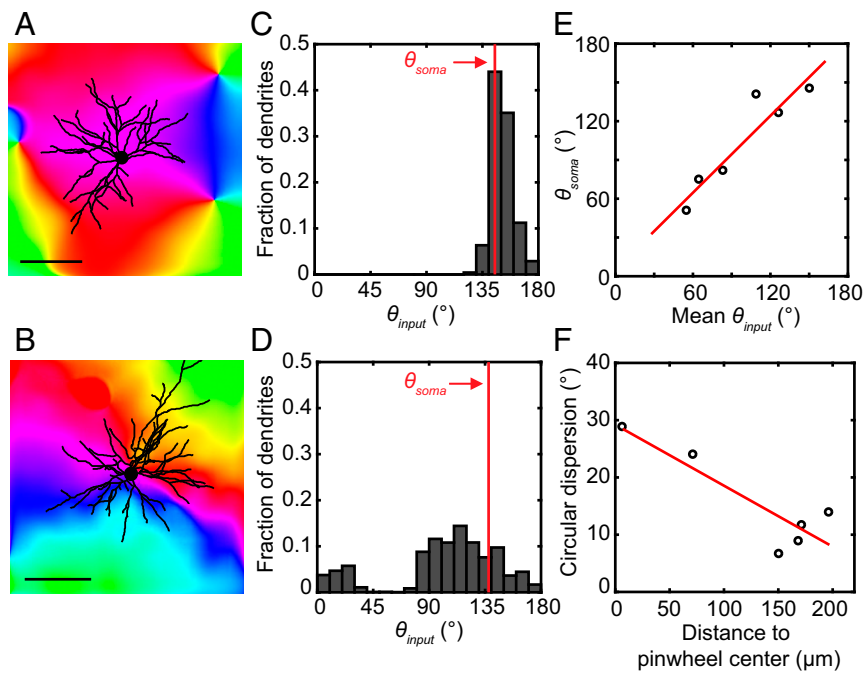 A
B
C
0.5
0.4
0.3
0.2
0.1
0
Fraction of dendrites
θsoma
0 45 90 135 180
θinput (°)
D
0.5
0.4
0.3
0.2
0.1
0
Fraction of dendrites
θsoma
0 45 90 135 180
θinput (°)
E
180
120
60
0
θsoma (°)
0 60 120 180
Mean θinput (°)
F
40
30
20
10
0
Circular dispersion (°)
0 50 100 150 200
Distance to
pinwheel center (µm)